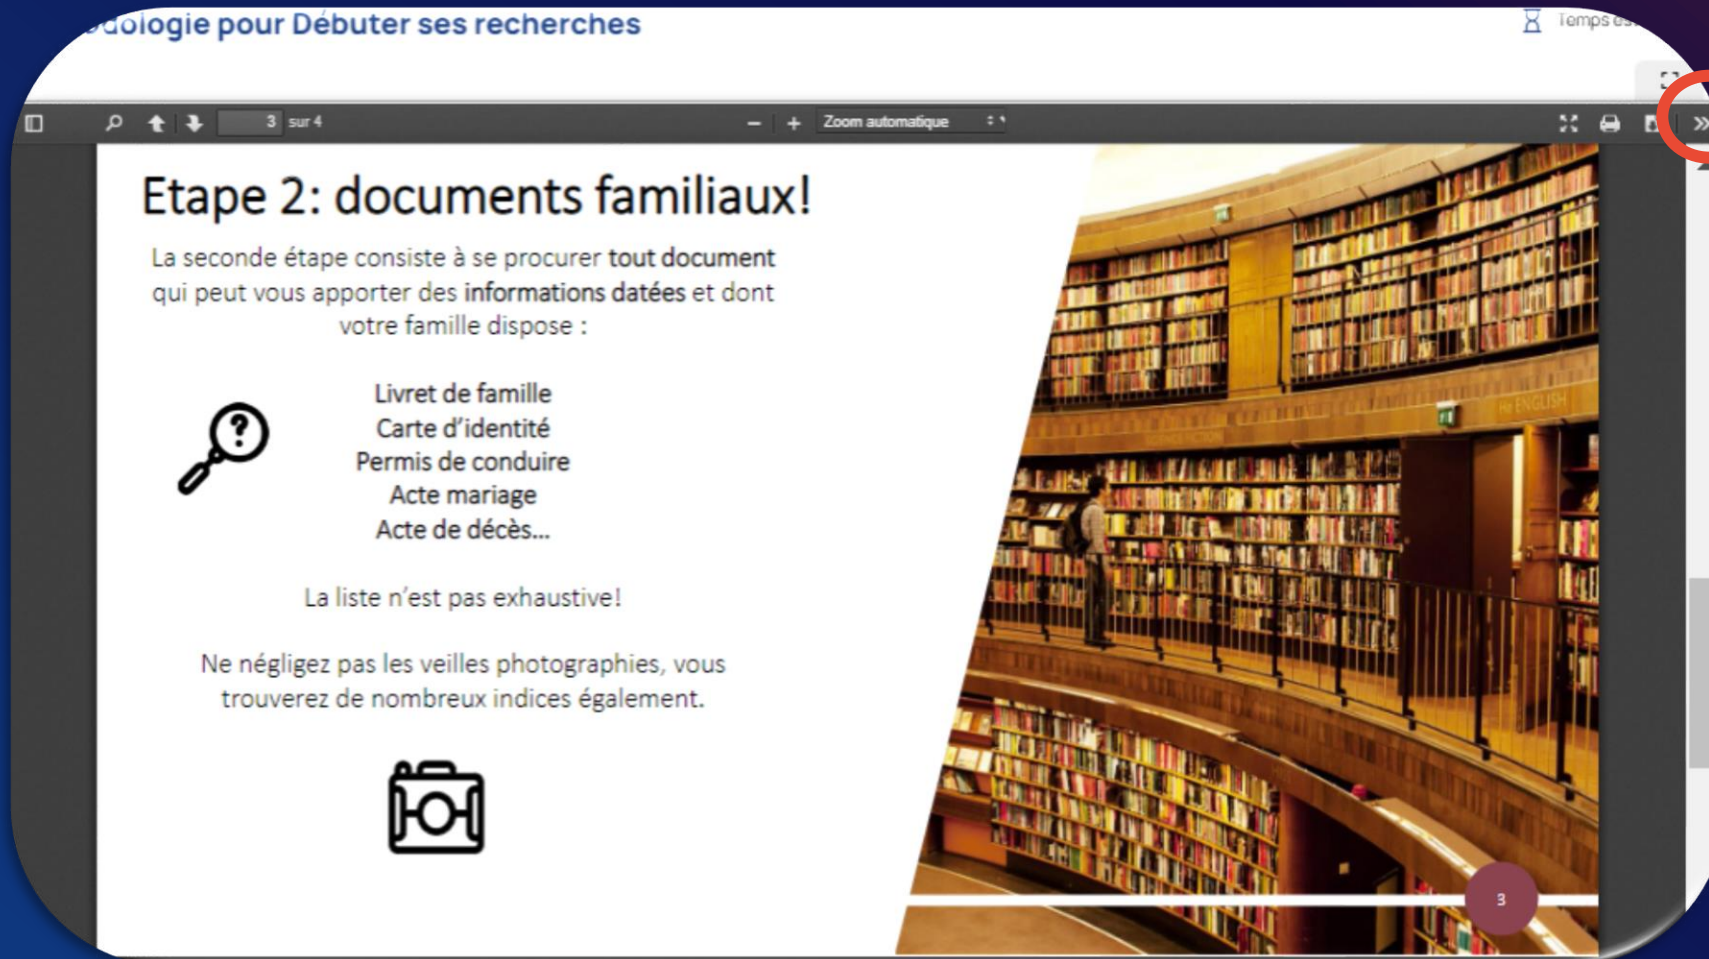 pour Débuter ses recherches
Temps
3 sur 4
Zoom automatique
Etape 2: documents familiaux!
La seconde étape consiste à se procurer tout document
qui peut vous apporter des informations datées et dont
votre famille dispose :
Livret de famille
Carte d'identité
Permis de conduire
Acte mariage
Acte de décès...
La liste n'est pas exhaustive!
Ne négligez pas les veilles photographies, vous
trouverez de nombreux indices également.
ENGLISH
3